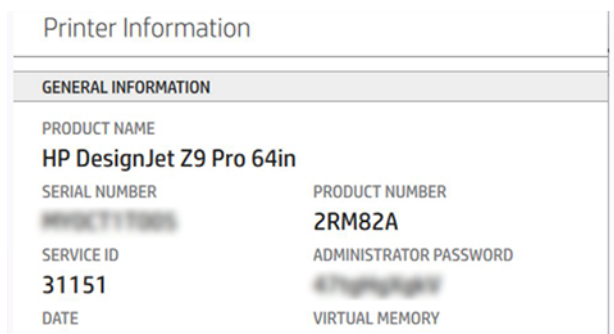 Printer Information
GENERAL INFORMATION
PRODUCT NAME
HP DesignJet Z9 Pro 64in
SERIAL NUMBER PRODUCT NUMBER
2RM82A
SERVICE ID ADMINISTRATOR PASSWORD
31151
DATE VIRTUAL MEMORY